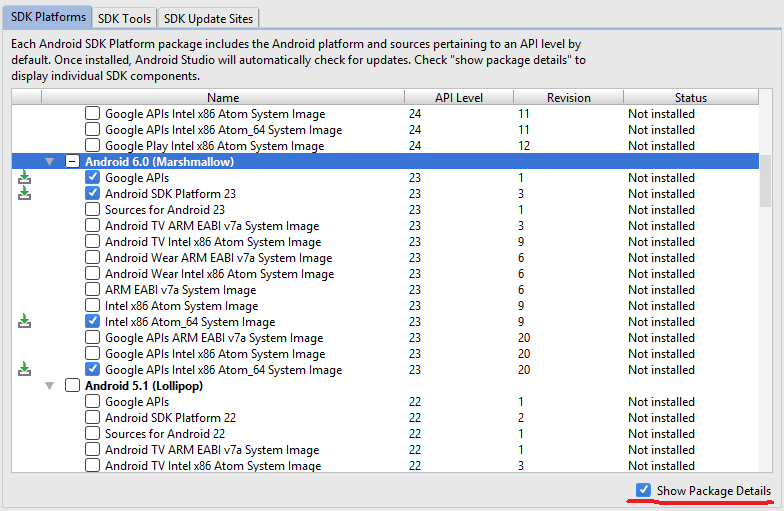 SDK Platforms SDK Tools SDK Update Sites
Each Android SDK Platform package includes the Android platform and sources pertaining to an API level by
default. Once installed, Android Studio will automatically check for updates. Check "show package details" to
display individual SDK components.
Name API Level Revision Status
Google APIs Intel x86 Atom System Image 24 11 Not installed
Google APIs Intel x86 Atom_64 System Image 24 11 Not installed
Google Play Intel x86 Atom System Image 24 12 Not installed
Android 6.0 (Marshmallow)
Google APIs 23 1 Not installed
Android SDK Platform 23 23 3 Not installed
Sources for Android 23 23 1 Not installed
Android TV ARM EABI v7a System Image 23 3 Not installed
Android TV Intel x86 Atom System Image 23 9 Not installed
Android Wear ARM EABI v7a System Image 23 6 Not installed
Android Wear Intel x86 Atom System Image 23 6 Not installed
ARM EABI v7a System Image 23 6 Not installed
Intel x86 Atom System Image 23 9 Not installed
Intel x86 Atom_64 System Image 23 9 Not installed
Google APIs ARM EABI v7a System Image 23 20 Not installed
Google APIs Intel x86 Atom System Image 23 20 Not installed
Google APIs Intel x86 Atom_64 System Image 23 20 Not installed
Android 5.1 (Lollipop)
Google APIs 22 1 Not installed
Android SDK Platform 22 22 2 Not installed
Sources for Android 22 22 1 Not installed
Android TV ARM EABI v7a System Image 22 1 Not installed
Android TV Intel x86 Atom System Image 22 3 Not installed
Show Package Details